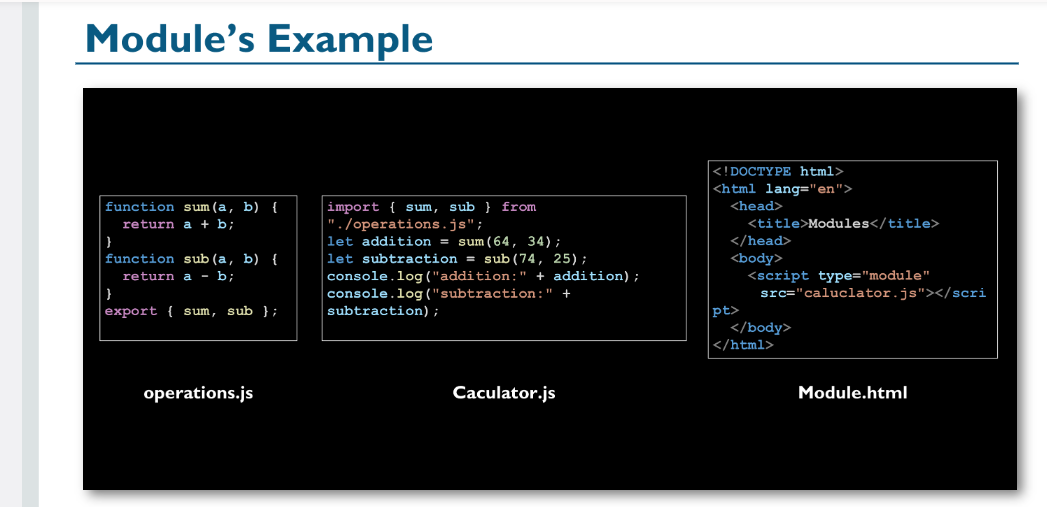 Module's Example
function sum(a, b) {
return a + b;
}
function sub(a, b) {
return a - b;
}
export { sum, sub };
operations.js
import { sum, sub } from
"./operations.js";
let addition = sum(64, 34);
let subtraction = sub(74, 25);
console.log("addition:" + addition);
console.log("subtraction:" +
subtraction);
Caculator.js
<!DOCTYPE html>
<html lang="en">
<head>
<title>Modules</title>
</head>
<body>
<script type="module"
src="caluclator.js"></scri
pt>
</body>
</html>
Module.html